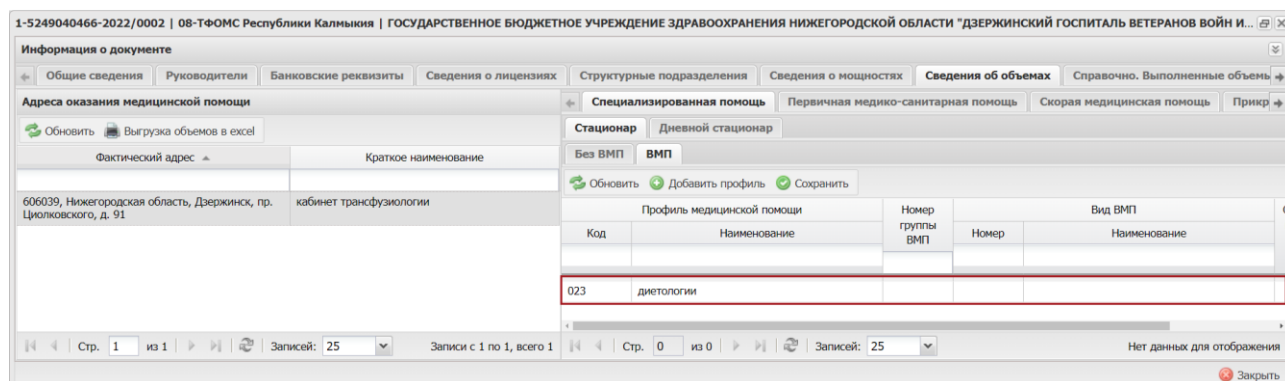 1-5249040466-2022/0002 | 08-ТФОМС Республики Калмыкия | ГОСУДАРСТВЕННОЕ БЮДЖЕТНОЕ УЧРЕЖДЕНИЕ ЗДРАВООХРАНЕНИЯ НИЖЕГОРОДСКОЙ ОБЛАСТИ "ДЗЕРЖИНСКИЙ ГОСПИТАЛЬ ВЕТЕРАНОВ ВОЙН И...
Информация о документе
Общие сведения Руководители Банковские реквизиты Сведения о лицензиях Структурные подразделения Сведения о мощностях Сведения об объемах Справочно. Выполненные объемы
Адреса оказания медицинской помощи
Обновить Выгрузка объемов в excel
Фактический адрес Краткое наименование
606039, Нижегородская область, Дзержинск, пр. кабинет трансфузиологии
Циолковского, д. 91
Стр. 1 из 1 Записей: 25 Записи с 1 по 1, всего 1
Специализированная помощь Первичная медико-санитарная помощь Скорая медицинская помощь Прикр
Стационар Дневной стационар
Без ВМП ВМП
Обновить Добавить профиль Сохранить
Профиль медицинской помощи Номер группы ВМП Вид ВМП
Код Наименование Номер Наименование
023 диетологии
Стр. 0 из 0 Записей: 25 Нет данных для отображения
Закрыть